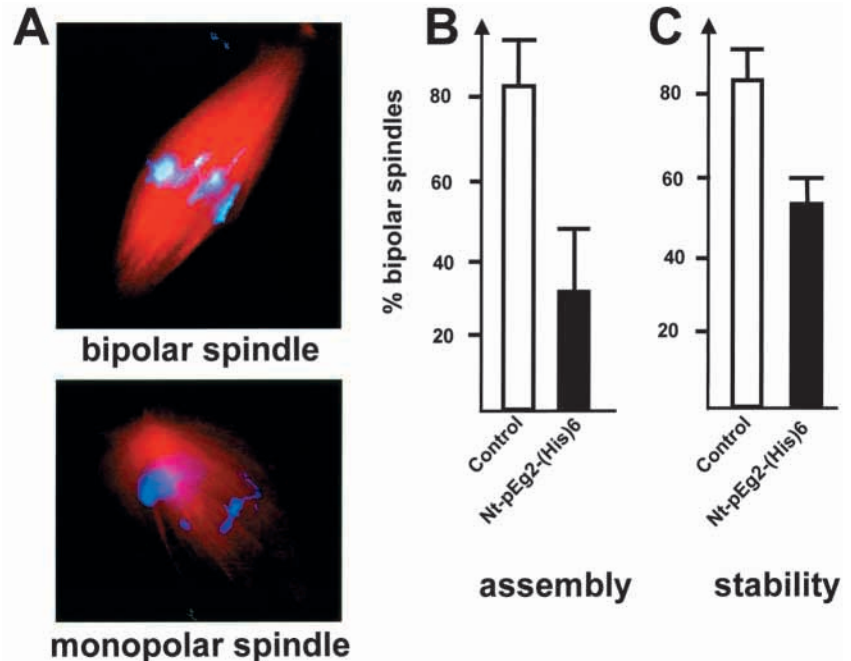 A
bipolar spindle
monopolar spindle
B
% bipolar spindles
80
60
40
20
Control
Nt-pEg2-(His)6
assembly
C
80
60
40
20
Control
Nt-pEg2-(His)6
stability